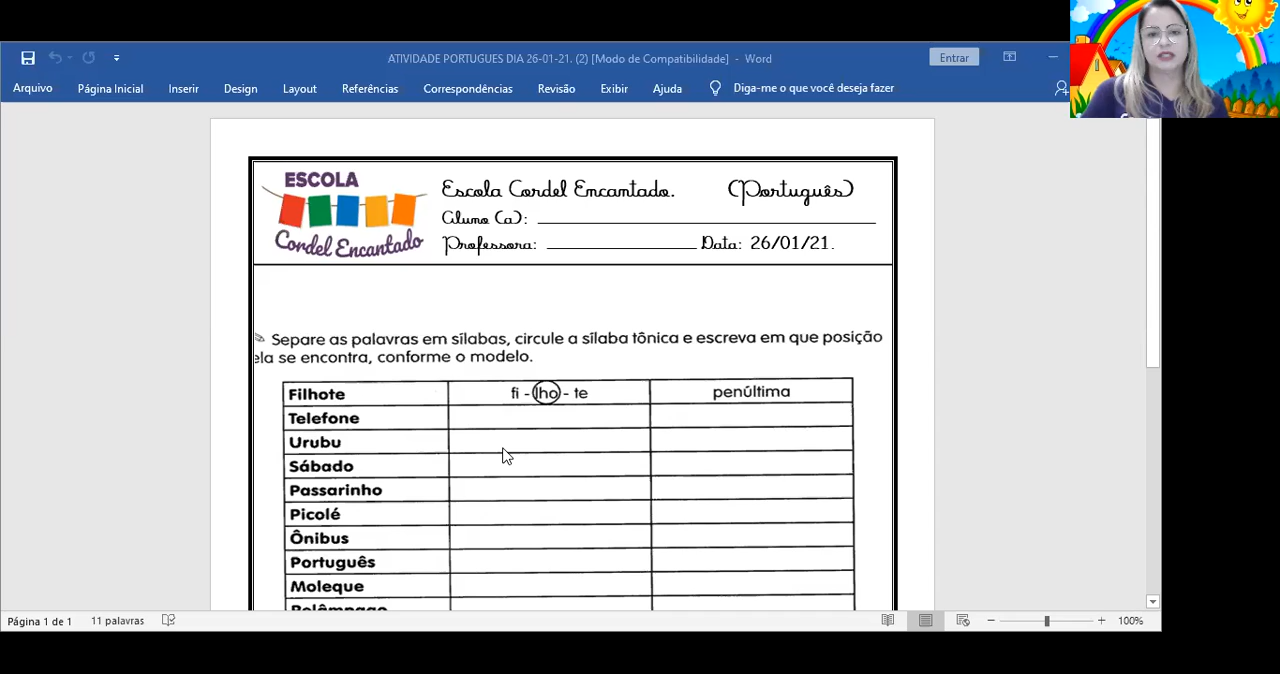 ATIVIDADE PORTUGUES DIA 26-01-21. (2) [Modo de Compatibilidade] - Word
Entrar
Arquivo Página Inicial Inserir Design Layout Referências Correspondências Revisão Exibir Ajuda Diga-me o que você deseja fazer
ESCOLA
Cordel Encantado
Escola Cordel Encantado. (Português)
Aluno (a): ____________________
Professora: ____________________ Data: 26/01/21.
Separe as palavras em sílabas, circule a sílaba tônica e escreva em que posição
ela se encontra, conforme o modelo.
Filhote fi - lho - te penúltima
Telefone
Urubu
Sábado
Passarinho
Picolé
Ônibus
Português
Moleque
Relâmpago
Página 1 de 1 11 palavras 100%